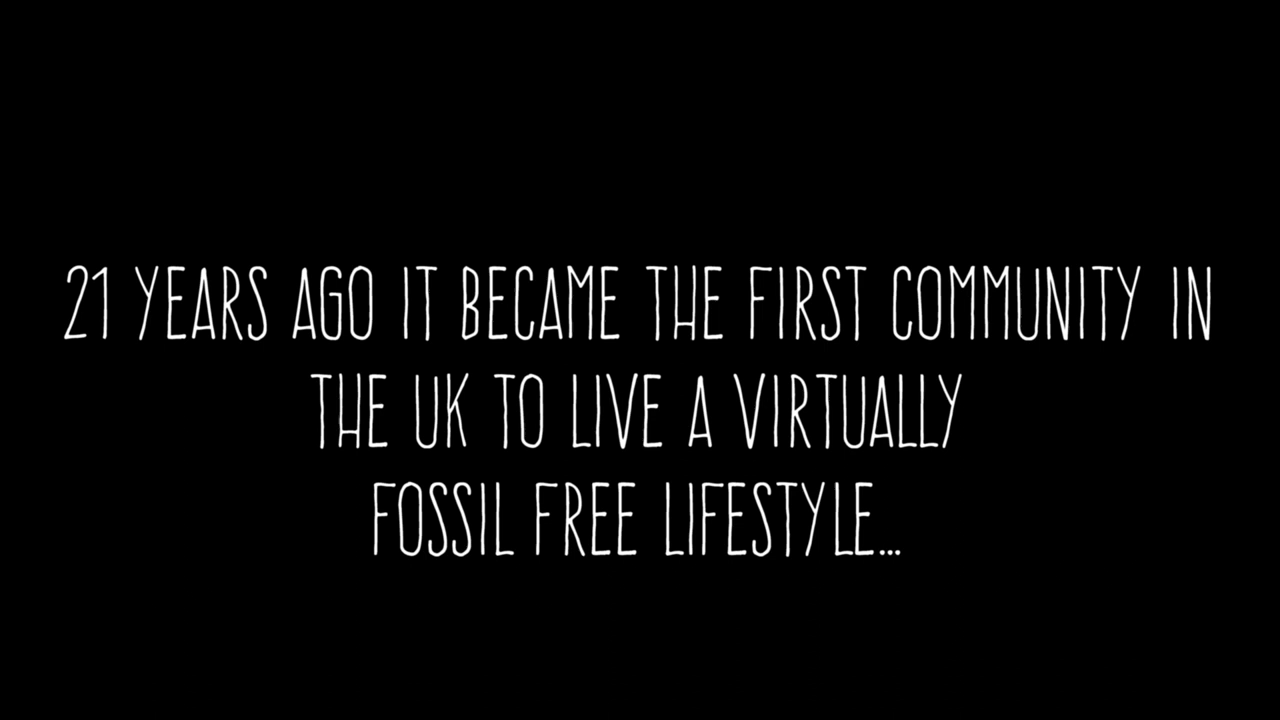 21 YEARS AGO IT BECAME THE FIRST COMMUNITY IN
THE UK TO LIVE A VIRTUALLY
FOSSIL FREE LIFESTYLE...